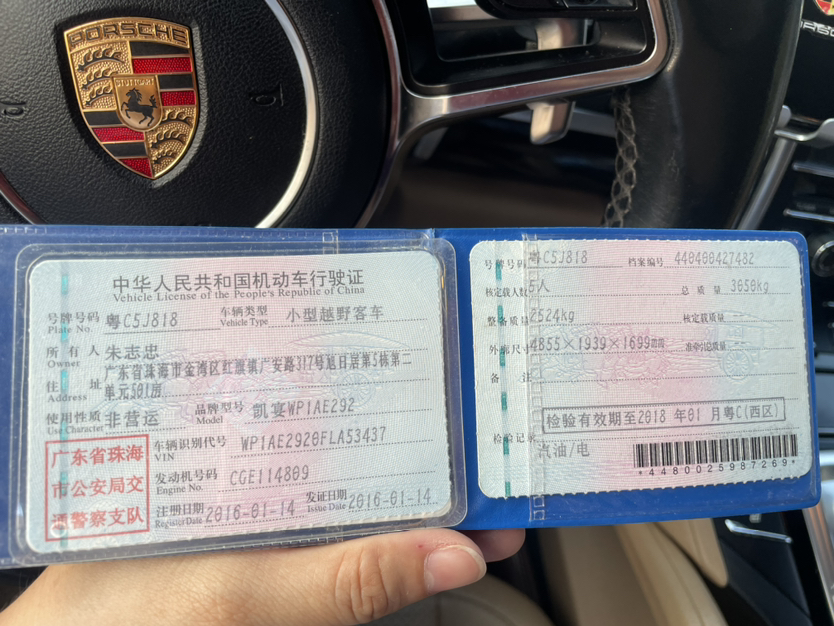 PORSCHE
STUTTGART
中华人民共和国机动车行驶证
Vehicle License of the People's Republic of China
号牌号码 粤C5J818 车辆类型 小型越野客车
Plate No. Vehicle Type
所有人 朱志忠
Owner
住址 广东省珠海市金湾区红旗镇广安路317号旭日居第5栋第二
Address 单元501房
使用性质 非营运 品牌型号 凯宴WP1AE292
Use Character Model
广东省珠海
市公安局交
通警察支队
车辆识别代号 WP1AE2920FLA53437
VIN
发动机号码 CGE114809
Engine No.
注册日期 2016-01-14 发证日期 2016-01-14
Register Date Issue Date
号牌号码 粤C5J818 档案编号 440400427482
核定载人数 5人 总质量 3050kg
整备质量 2524kg 核定载质量 --
外廓尺寸 4855×1939×1699mm 准牵引总质量 --
备注
检验有效期至2018年01月粤C(西区)
检验记录
汽油/电
*4480025987269*